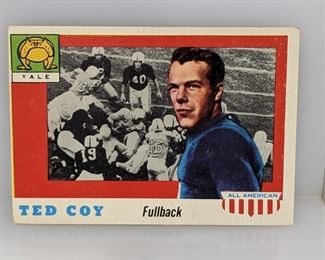 YALE
40
19
TED COY
Fullback
ALL AMERICAN